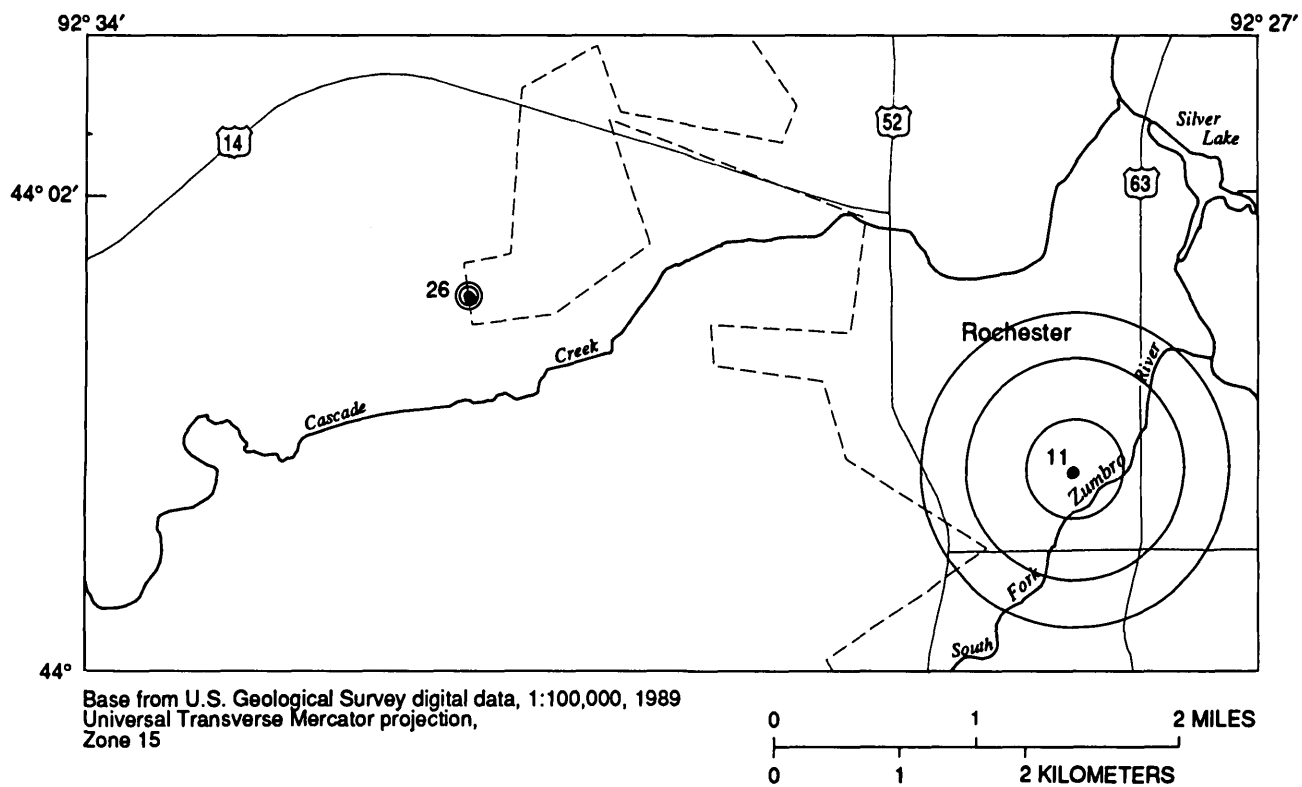 92° 34′
92° 27′
14
52
Silver
Lake
63
44° 02′
26
Rochester
Creek
River
Cascade
11
Zumbro
Fork
South
44°
Base from U.S. Geological Survey digital data, 1:100,000, 1989
Universal Transverse Mercator projection,
Zone 15
0 1 2 MILES
0 1 2 KILOMETERS